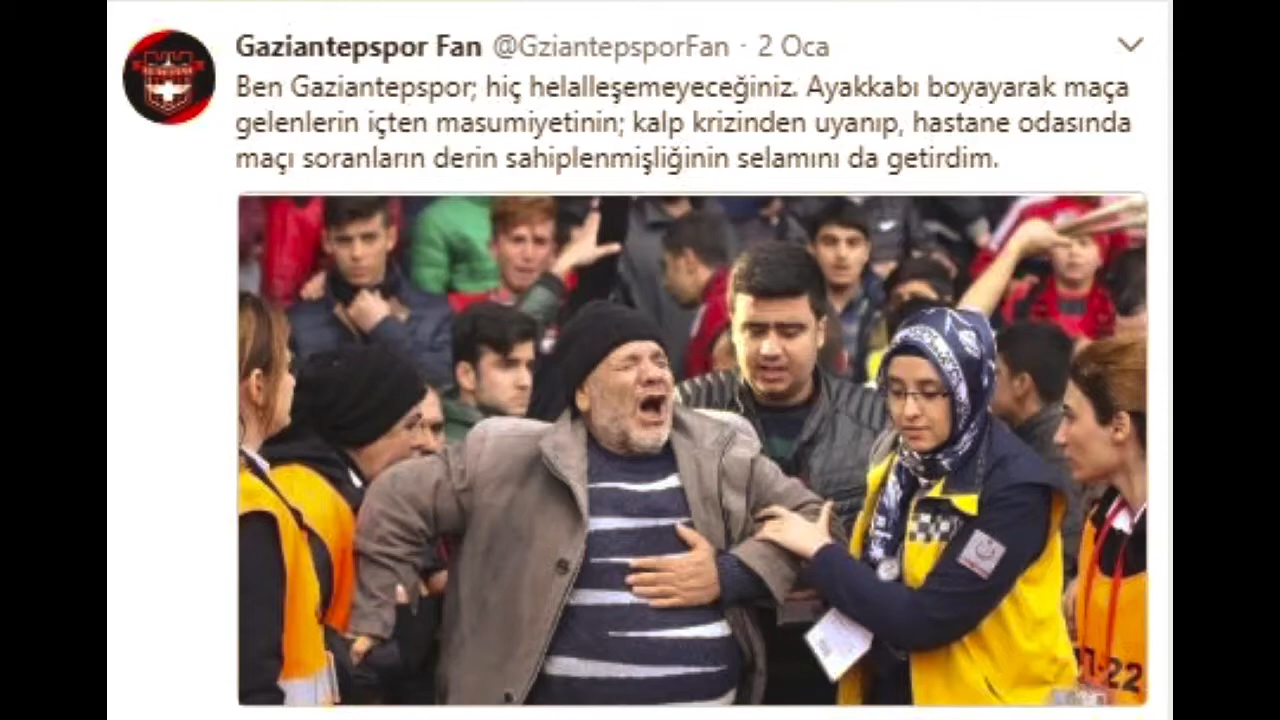 Gaziantepspor Fan @GziantepsporFan · 2 Oca
Ben Gaziantepspor; hiç helalleşemeyeceğiniz. Ayakkabı boyayarak maça
gelenlerin içten masumiyetinin; kalp krizinden uyanıp, hastane odasında
maçı soranların derin sahiplenmişliğinin selamını da getirdim.